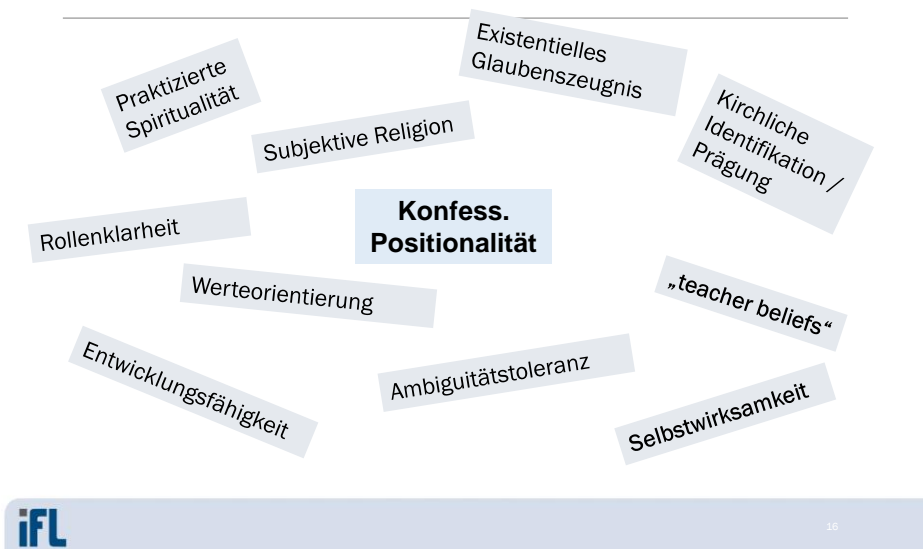 Existentielles
Glaubenszeugnis
Praktizierte
Spiritualität
Subjektive Religion
Kirchliche
Identifikation /
Prägung
Konfess.
Positionalität
Rollenklarheit
Werteorientierung
„teacher beliefs“
Entwicklungsfähigkeit
Ambiguitätstoleranz
Selbstwirksamkeit
iFL
16